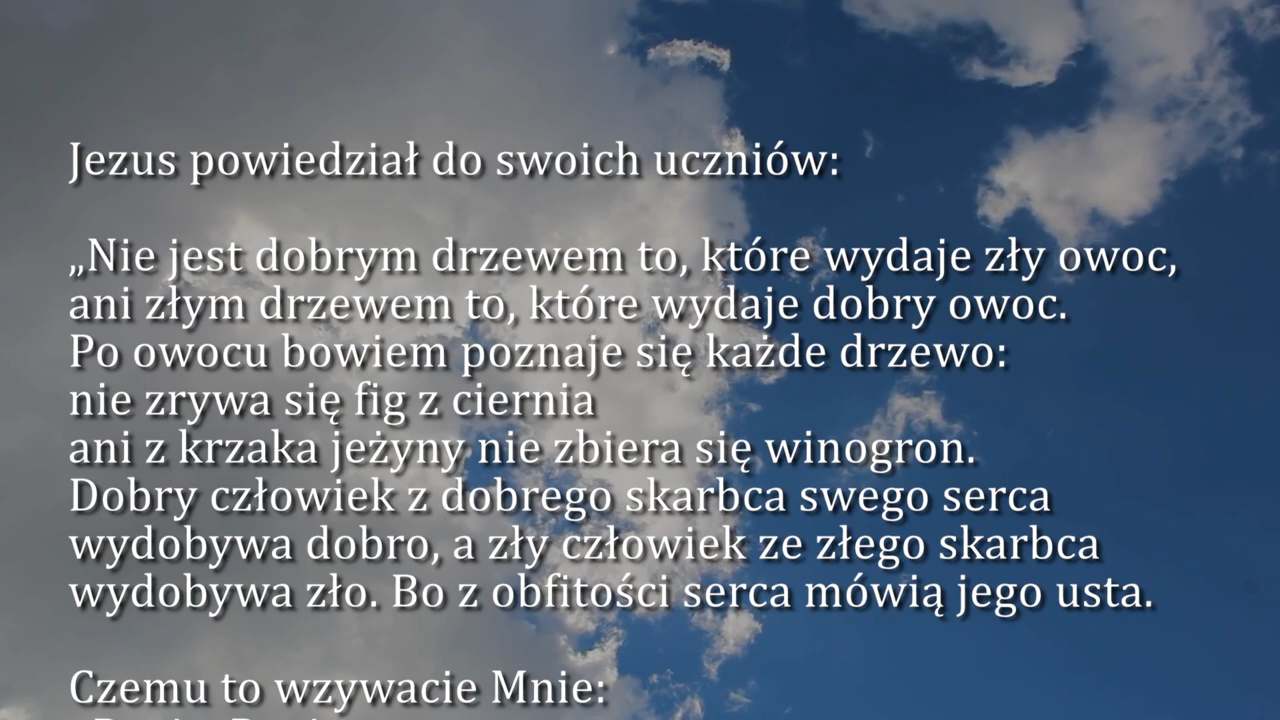 Jezus powiedział do swoich uczniów:
„Nie jest dobrym drzewem to, które wydaje zły owoc,
ani złym drzewem to, które wydaje dobry owoc.
Po owocu bowiem poznaje się każde drzewo:
nie zrywa się fig z ciernia
ani z krzaka jeżyny nie zbiera się winogron.
Dobry człowiek z dobrego skarbca swego serca
wydobywa dobro, a zły człowiek ze złego skarbca
wydobywa zło. Bo z obfitości serca mówią jego usta.
Czemu to wzywacie Mnie: